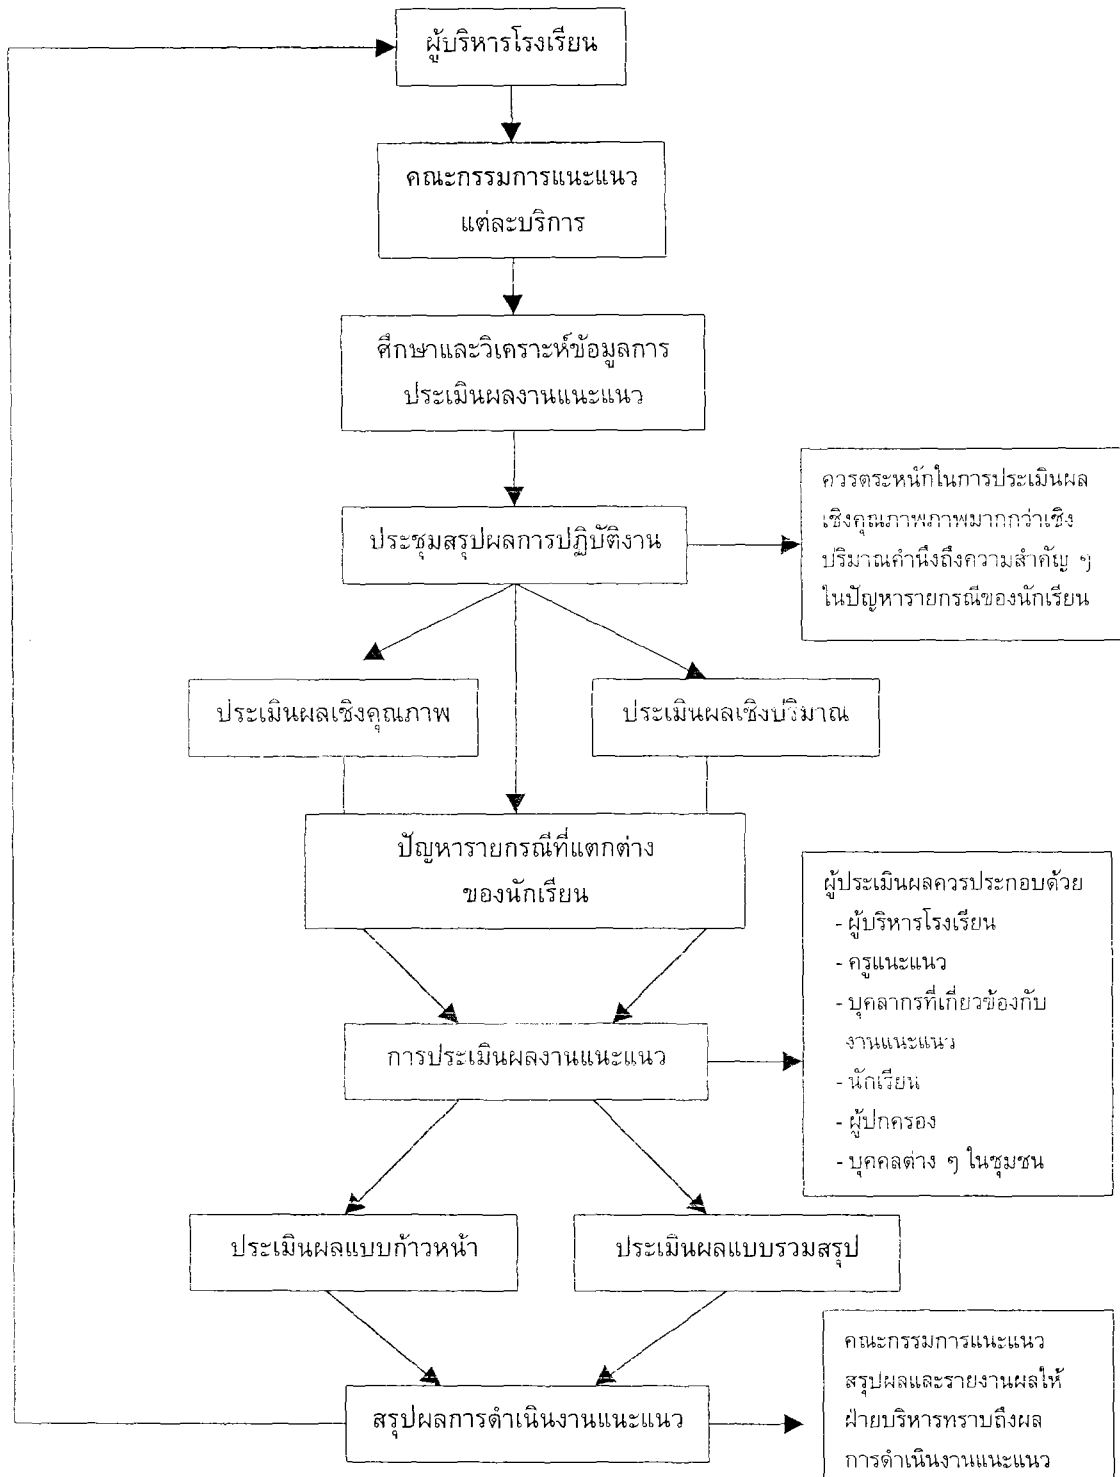 ผู้บริหารโรงเรียน
คณะกรรมการแนะแนว
แต่ละบริการ
ศึกษาและวิเคราะห์ข้อมูลการ
ประเมินผลงานแนะแนว
ประชุมสรุปผลการปฏิบัติงาน
ควรตระหนักในการประเมินผล
เชิงคุณภาพภาพมากกว่าเชิง
ปริมาณคำนึงถึงความสำคัญ ๆ
ในปัญหารายกรณีของนักเรียน
ประเมินผลเชิงคุณภาพ
ประเมินผลเชิงปริมาณ
ปัญหารายกรณีที่แตกต่าง
ของนักเรียน
ผู้ประเมินผลควรประกอบด้วย
- ผู้บริหารโรงเรียน
- ครูแนะแนว
- บุคลากรที่เกี่ยวข้องกับ
งานแนะแนว
- นักเรียน
- ผู้ปกครอง
- บุคคลต่าง ๆ ในชุมชน
การประเมินผลงานแนะแนว
ประเมินผลแบบก้าวหน้า
ประเมินผลแบบรวมสรุป
สรุปผลการดำเนินงานแนะแนว
คณะกรรมการแนะแนว
สรุปผลและรายงานผลให้
ฝ่ายบริหารทราบถึงผล
การดำเนินงานแนะแนว